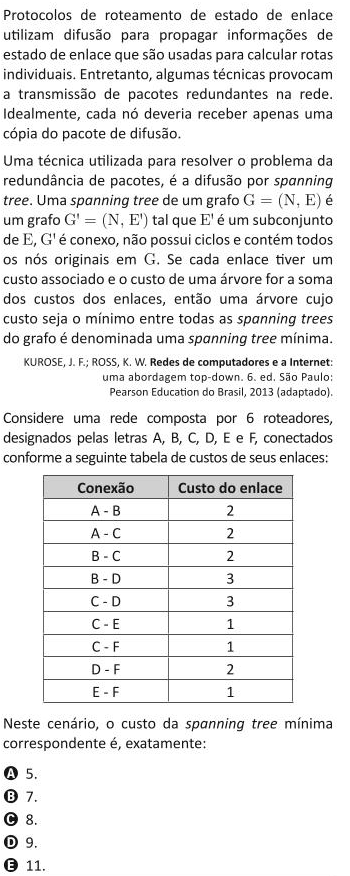 Protocolos de roteamento de estado de enlace
utilizam difusão para propagar informações de
estado de enlace que são usadas para calcular rotas
individuais. Entretanto, algumas técnicas provocam
a transmissão de pacotes redundantes na rede.
Idealmente, cada nó deveria receber apenas uma
cópia do pacote de difusão.
Uma técnica utilizada para resolver o problema da
redundância de pacotes, é a difusão por spanning
tree. Uma spanning tree de um grafo G = (N, E) é
um grafo G' = (N, E') tal que E' é um subconjunto
de E, G' é conexo, não possui ciclos e contém todos
os nós originais em G. Se cada enlace tiver um
custo associado e o custo de uma árvore for a soma
dos custos dos enlaces, então uma árvore cujo
custo seja o mínimo entre todas as spanning trees
do grafo é denominada uma spanning tree mínima.
KUROSE, J. F.; ROSS, K. W. Redes de computadores e a Internet:
uma abordagem top-down. 6. ed. São Paulo:
Pearson Education do Brasil, 2013 (adaptado).
Considere uma rede composta por 6 roteadores,
designados pelas letras A, B, C, D, E e F, conectados
conforme a seguinte tabela de custos de seus enlaces:
Conexão Custo do enlace
A - B 2
A - C 2
B - C 2
B - D 3
C - D 3
C - E 1
C - F 1
D - F 2
E - F 1
Neste cenário, o custo da spanning tree mínima
correspondente é, exatamente:
A 5.
B 7.
C 8.
D 9.
E 11.